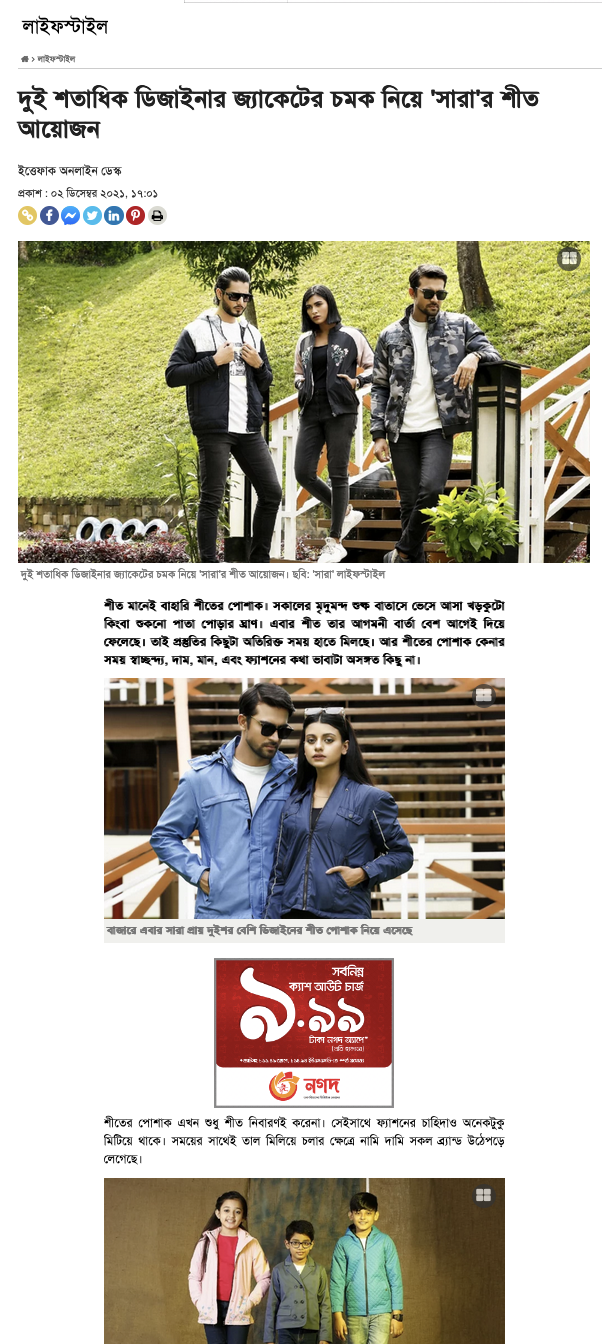 লাইফস্টাইল
লাইফস্টাইল
দুই শতাধিক ডিজাইনার জ্যাকেটের চমক নিয়ে 'সারা'র শীত
আয়োজন
ইত্তেফাক অনলাইন ডেস্ক
প্রকাশ : ০২ ডিসেম্বর ২০২১, ১৭:০১
দুই শতাধিক ডিজাইনার জ্যাকেটের চমক নিয়ে 'সারা'র শীত আয়োজন। ছবি: 'সারা' লাইফস্টাইল
শীত মানেই বাহারি শীতের পোশাক। সকালের মৃদুমন্দ শুষ্ক বাতাসে ভেসে আসা খড়কুটো
কিংবা শুকনো পাতা পোড়ার ঘ্রাণ। এবার শীত তার আগমনী বার্তা বেশ আগেই দিয়ে
ফেলেছে। তাই প্রস্তুতির কিছুটা অতিরিক্ত সময় হাতে মিলছে। আর শীতের পোশাক কেনার
সময় স্বাচ্ছন্দ্য, দাম, মান, এবং ফ্যাশনের কথা ভাবাটা অসঙ্গত কিছু না।
বাজারে এবার সারা প্রায় দুইশর বেশি ডিজাইনের শীত পোশাক নিয়ে এসেছে
সর্বনিম্ন
ক্যাশ আউট চার্জ
৯.৯৯
টাকা নগদ অ্যাপে*
নগদ
শীতের পোশাক এখন শুধু শীত নিবারণই করেনা। সেইসাথে ফ্যাশনের চাহিদাও অনেকটুকু
মিটিয়ে থাকে। সময়ের সাথেই তাল মিলিয়ে চলার ক্ষেত্রে নামি দামি সকল ব্র্যান্ড উঠেপড়ে
লেগেছে।